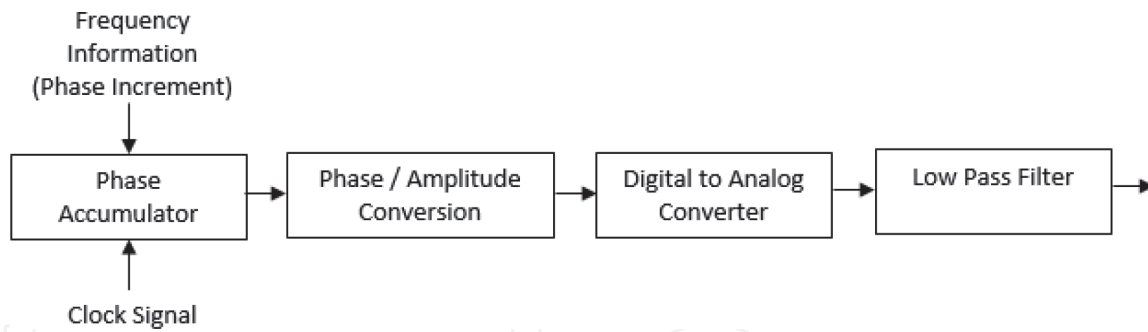 Frequency
Information
(Phase Increment)
Phase
Accumulator
Phase / Amplitude
Conversion
Digital to Analog
Converter
Low Pass Filter
Clock Signal